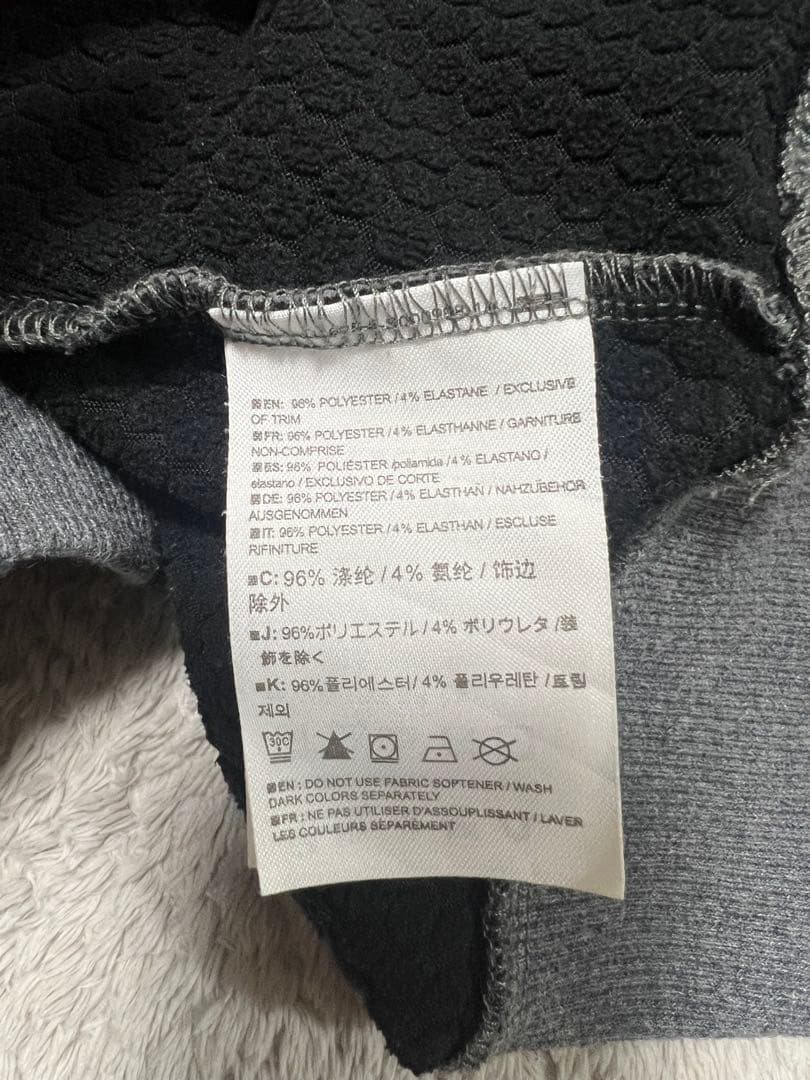 EN: 96% POLYESTER / 4% ELASTANE / EXCLUSIVE
OF TRIM
FR: 96% POLYESTER / 4% ELASTHANNE / GARNITURE
NON-COMPRISE
ES: 96% POLIÉSTER /poliamida / 4% ELASTANO /
elastano / EXCLUSIVO DE CORTE
DE: 96% POLYESTER / 4% ELASTHAN / NAHZÜBEHOR
AUSGENOMMEN
IT: 96% POLYESTER / 4% ELASTHAN / ESCLUSE
RIFINITURE
C: 96% 涤纶 / 4% 氨纶 / 饰边
除外
J: 96%ポリエステル / 4% ポリウレタ /装
飾を除く
K: 96%폴리에스터/ 4% 폴리우레탄 /트림
제외
30C
EN : DO NOT USE FABRIC SOFTENER / WASH
DARK COLORS SEPARATELY
FR : NE PAS UTILISER D'ASSOUPLISSANT / LAVER
LES COULEURS SÉPARÉMENT